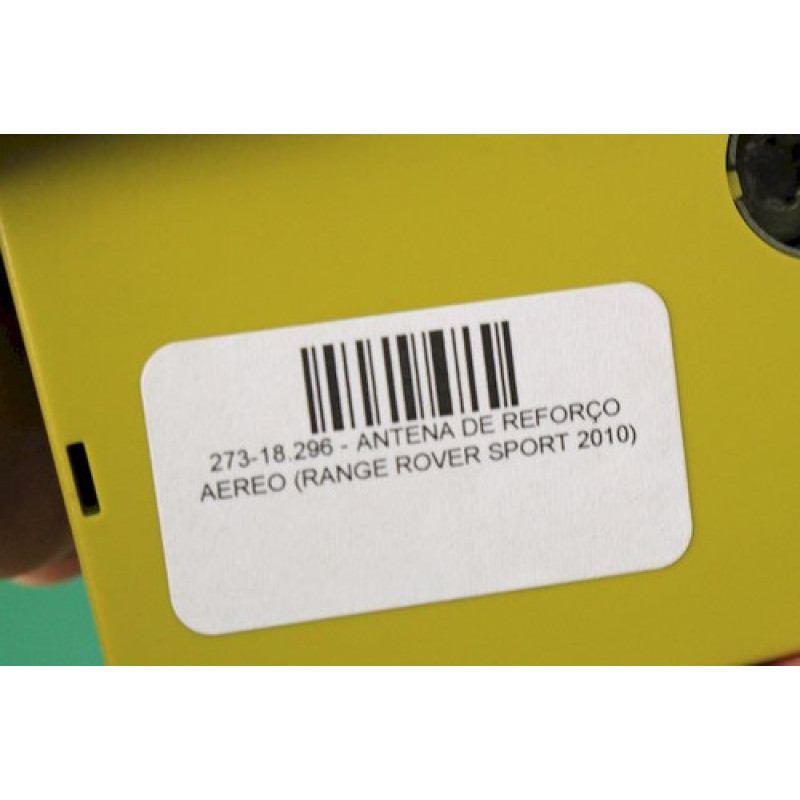 273-18.296 - ANTENA DE REFORÇO
AEREO (RANGE ROVER SPORT 2010)